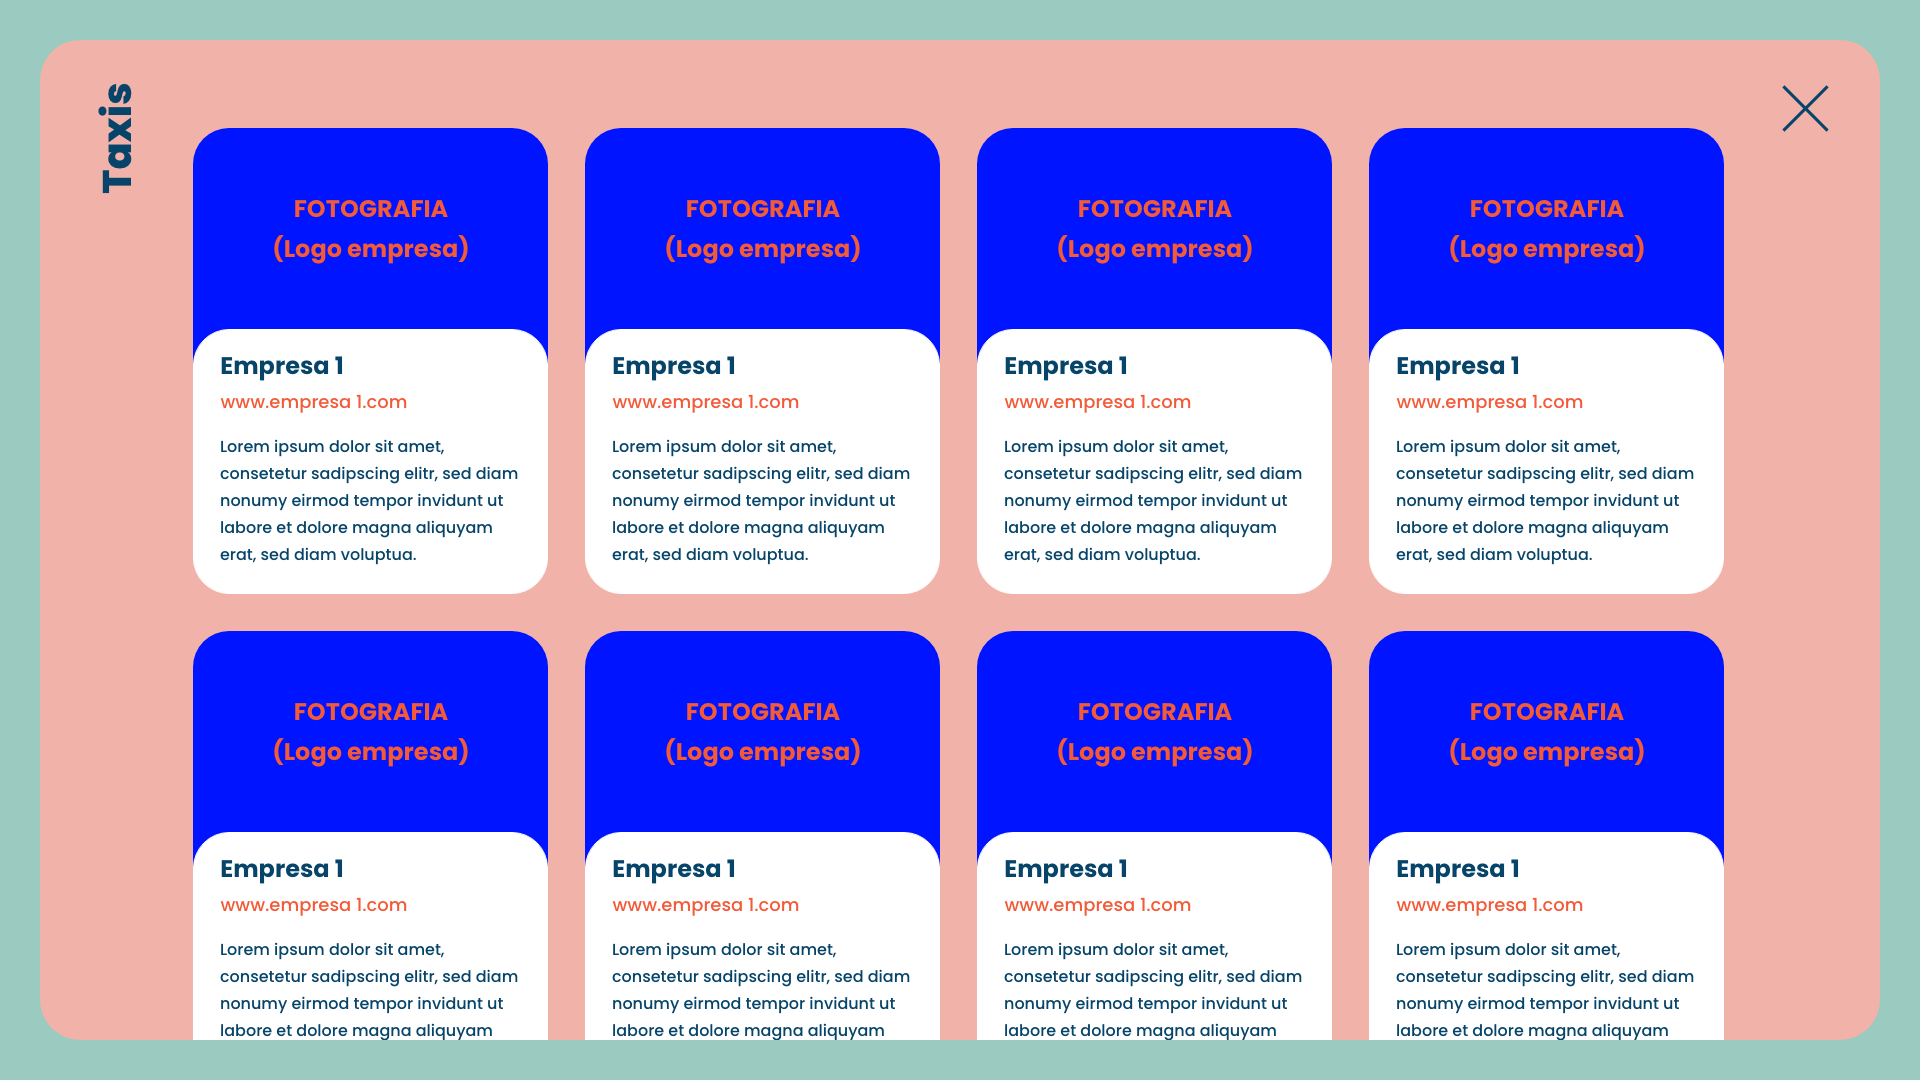 Taxis
FOTOGRAFIA
(Logo empresa)
Empresa 1
www.empresa 1.com
Lorem ipsum dolor sit amet,
consetetur sadipscing elitr, sed diam
nonumy eirmod tempor invidunt ut
labore et dolore magna aliquyam
erat, sed diam voluptua.
FOTOGRAFIA
(Logo empresa)
Empresa 1
www.empresa 1.com
Lorem ipsum dolor sit amet,
consetetur sadipscing elitr, sed diam
nonumy eirmod tempor invidunt ut
labore et dolore magna aliquyam
erat, sed diam voluptua.
FOTOGRAFIA
(Logo empresa)
Empresa 1
www.empresa 1.com
Lorem ipsum dolor sit amet,
consetetur sadipscing elitr, sed diam
nonumy eirmod tempor invidunt ut
labore et dolore magna aliquyam
erat, sed diam voluptua.
FOTOGRAFIA
(Logo empresa)
Empresa 1
www.empresa 1.com
Lorem ipsum dolor sit amet,
consetetur sadipscing elitr, sed diam
nonumy eirmod tempor invidunt ut
labore et dolore magna aliquyam
erat, sed diam voluptua.
FOTOGRAFIA
(Logo empresa)
Empresa 1
www.empresa 1.com
Lorem ipsum dolor sit amet,
consetetur sadipscing elitr, sed diam
nonumy eirmod tempor invidunt ut
labore et dolore magna aliquyam
FOTOGRAFIA
(Logo empresa)
Empresa 1
www.empresa 1.com
Lorem ipsum dolor sit amet,
consetetur sadipscing elitr, sed diam
nonumy eirmod tempor invidunt ut
labore et dolore magna aliquyam
FOTOGRAFIA
(Logo empresa)
Empresa 1
www.empresa 1.com
Lorem ipsum dolor sit amet,
consetetur sadipscing elitr, sed diam
nonumy eirmod tempor invidunt ut
labore et dolore magna aliquyam
FOTOGRAFIA
(Logo empresa)
Empresa 1
www.empresa 1.com
Lorem ipsum dolor sit amet,
consetetur sadipscing elitr, sed diam
nonumy eirmod tempor invidunt ut
labore et dolore magna aliquyam